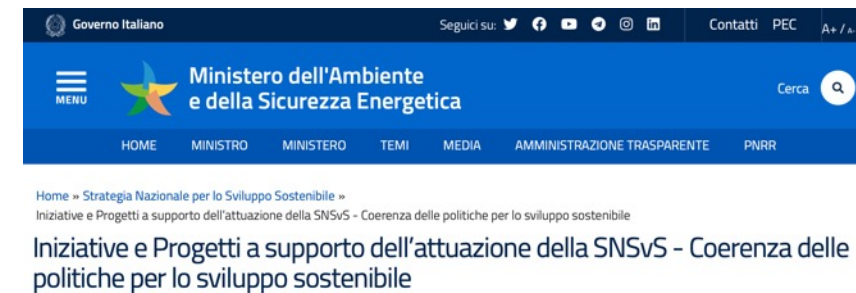 Governo Italiano
Seguici su:
Contatti PEC A+ / A-
MENU
Ministero dell'Ambiente
e della Sicurezza Energetica
Cerca
HOME MINISTRO MINISTERO TEMI MEDIA AMMINISTRAZIONE TRASPARENTE PNRR
Home » Strategia Nazionale per lo Sviluppo Sostenibile »
Iniziative e Progetti a supporto dell'attuazione della SNSvS - Coerenza delle politiche per lo sviluppo sostenibile
Iniziative e Progetti a supporto dell'attuazione della SNSvS - Coerenza delle
politiche per lo sviluppo sostenibile